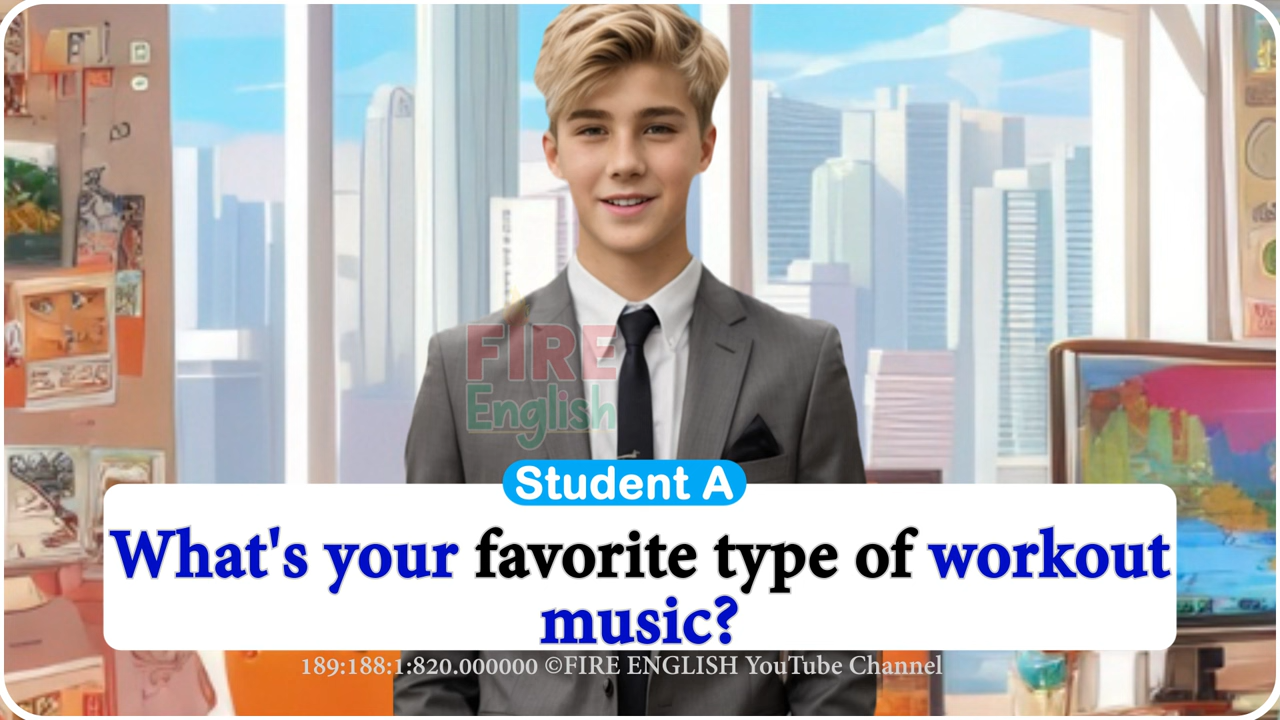 FIRE
English
Student A
What's your favorite type of workout
music?
189:188:1:820.000000 ©FIRE ENGLISH YouTube Channel